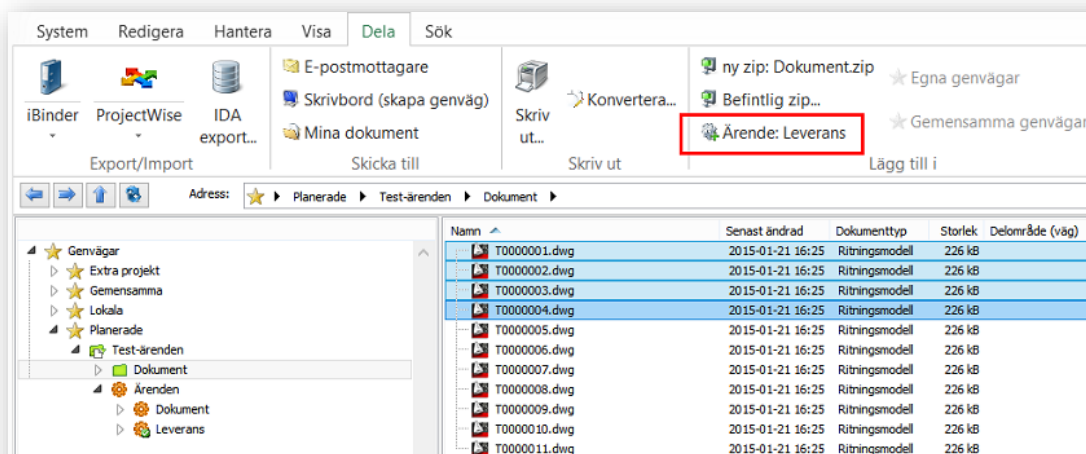 System Redigera Hantera Visa Dela Sök
iBinder
ProjectWise
IDA
export...
Export/Import
E-postmottagare
Skrivbord (skapa genväg)
Mina dokument
Skicka till
Skriv
ut...
Konvertera...
Skriv ut
ny zip: Dokument.zip
Befintlig zip...
Ärende: Leverans
Egna genvägar
Gemensamma genvägar
Lägg till i
Adress: Planerade Test-ärenden Dokument
Genvägar
Extra projekt
Gemensamma
Lokala
Planerade
Test-ärenden
Dokument
Ärenden
Dokument
Leverans
Namn Senast ändrad Dokumenttyp Storlek Delområde (väg)
T0000001.dwg 2015-01-21 16:25 Ritningsmodell 226 kB
T0000002.dwg 2015-01-21 16:25 Ritningsmodell 226 kB
T0000003.dwg 2015-01-21 16:25 Ritningsmodell 226 kB
T0000004.dwg 2015-01-21 16:25 Ritningsmodell 226 kB
T0000005.dwg 2015-01-21 16:25 Ritningsmodell 226 kB
T0000006.dwg 2015-01-21 16:25 Ritningsmodell 226 kB
T0000007.dwg 2015-01-21 16:25 Ritningsmodell 226 kB
T0000008.dwg 2015-01-21 16:25 Ritningsmodell 226 kB
T0000009.dwg 2015-01-21 16:25 Ritningsmodell 226 kB
T0000010.dwg 2015-01-21 16:25 Ritningsmodell 226 kB
T0000011.dwg 2015-01-21 16:25 Ritningsmodell 226 kB